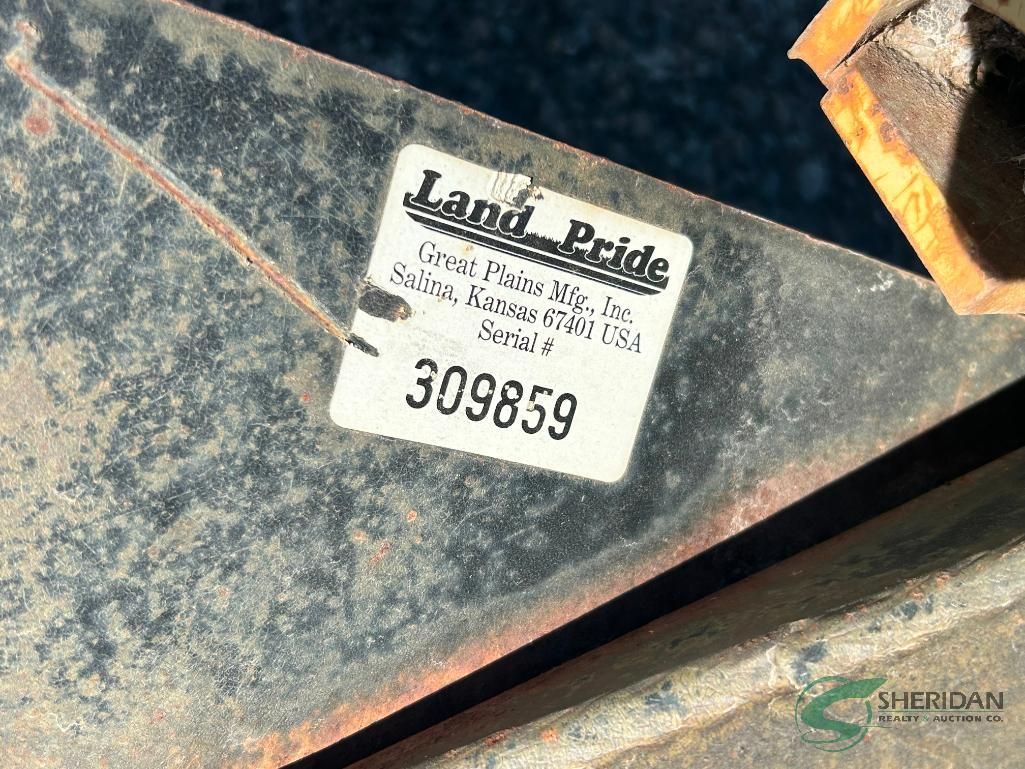 Land Pride
Great Plains Mfg., Inc.
Salina, Kansas 67401 USA
Serial #
309859
SHERIDAN
REALTY & AUCTION CO.